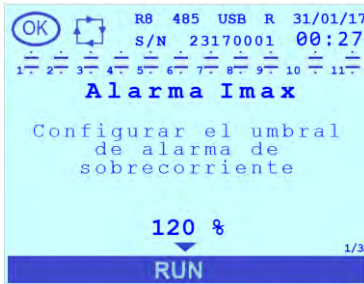 OK R8 485 USB R 31/01/17
S/N 23170001 00:27
1 2 3 4 5 6 7 8 9 10 11
Alarma Imax
Configurar el umbral
de alarma de
sobrecorriente
120 %
1/3
RUN